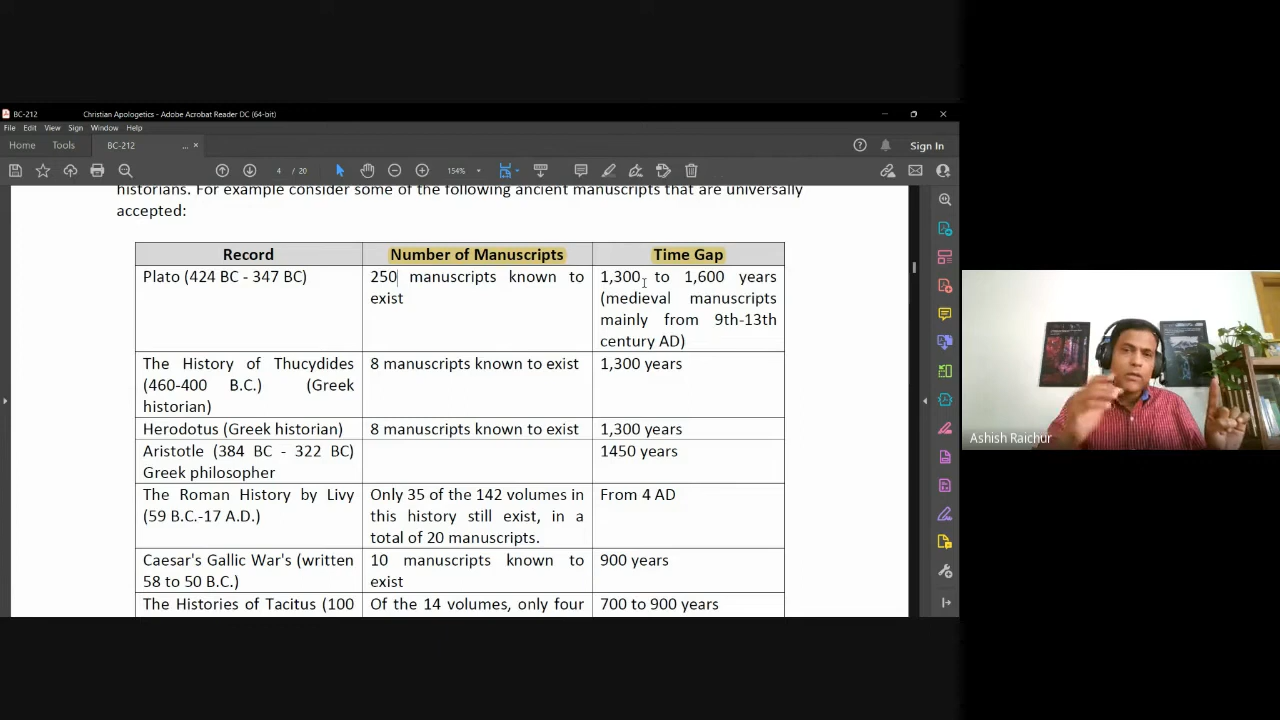 BC-212 Christian Apologetics - Adobe Acrobat Reader DC (64-bit)
File Edit View Sign Window Help
Home Tools BC-212 ... × Sign In
4 / 20 154%
historians. For example consider some of the following ancient manuscripts that are universally
accepted:
Record Number of Manuscripts Time Gap
Plato (424 BC - 347 BC) 250 manuscripts known to 1,300 to 1,600 years
exist (medieval manuscripts
mainly from 9th-13th
century AD)
The History of Thucydides 8 manuscripts known to exist 1,300 years
(460-400 B.C.) (Greek
historian)
Herodotus (Greek historian) 8 manuscripts known to exist 1,300 years
Aristotle (384 BC - 322 BC) 1450 years
Greek philosopher
The Roman History by Livy Only 35 of the 142 volumes in From 4 AD
(59 B.C.-17 A.D.) this history still exist, in a
total of 20 manuscripts.
Caesar's Gallic War's (written 10 manuscripts known to 900 years
58 to 50 B.C.) exist
The Histories of Tacitus (100 Of the 14 volumes, only four 700 to 900 years
Ashish Raichur